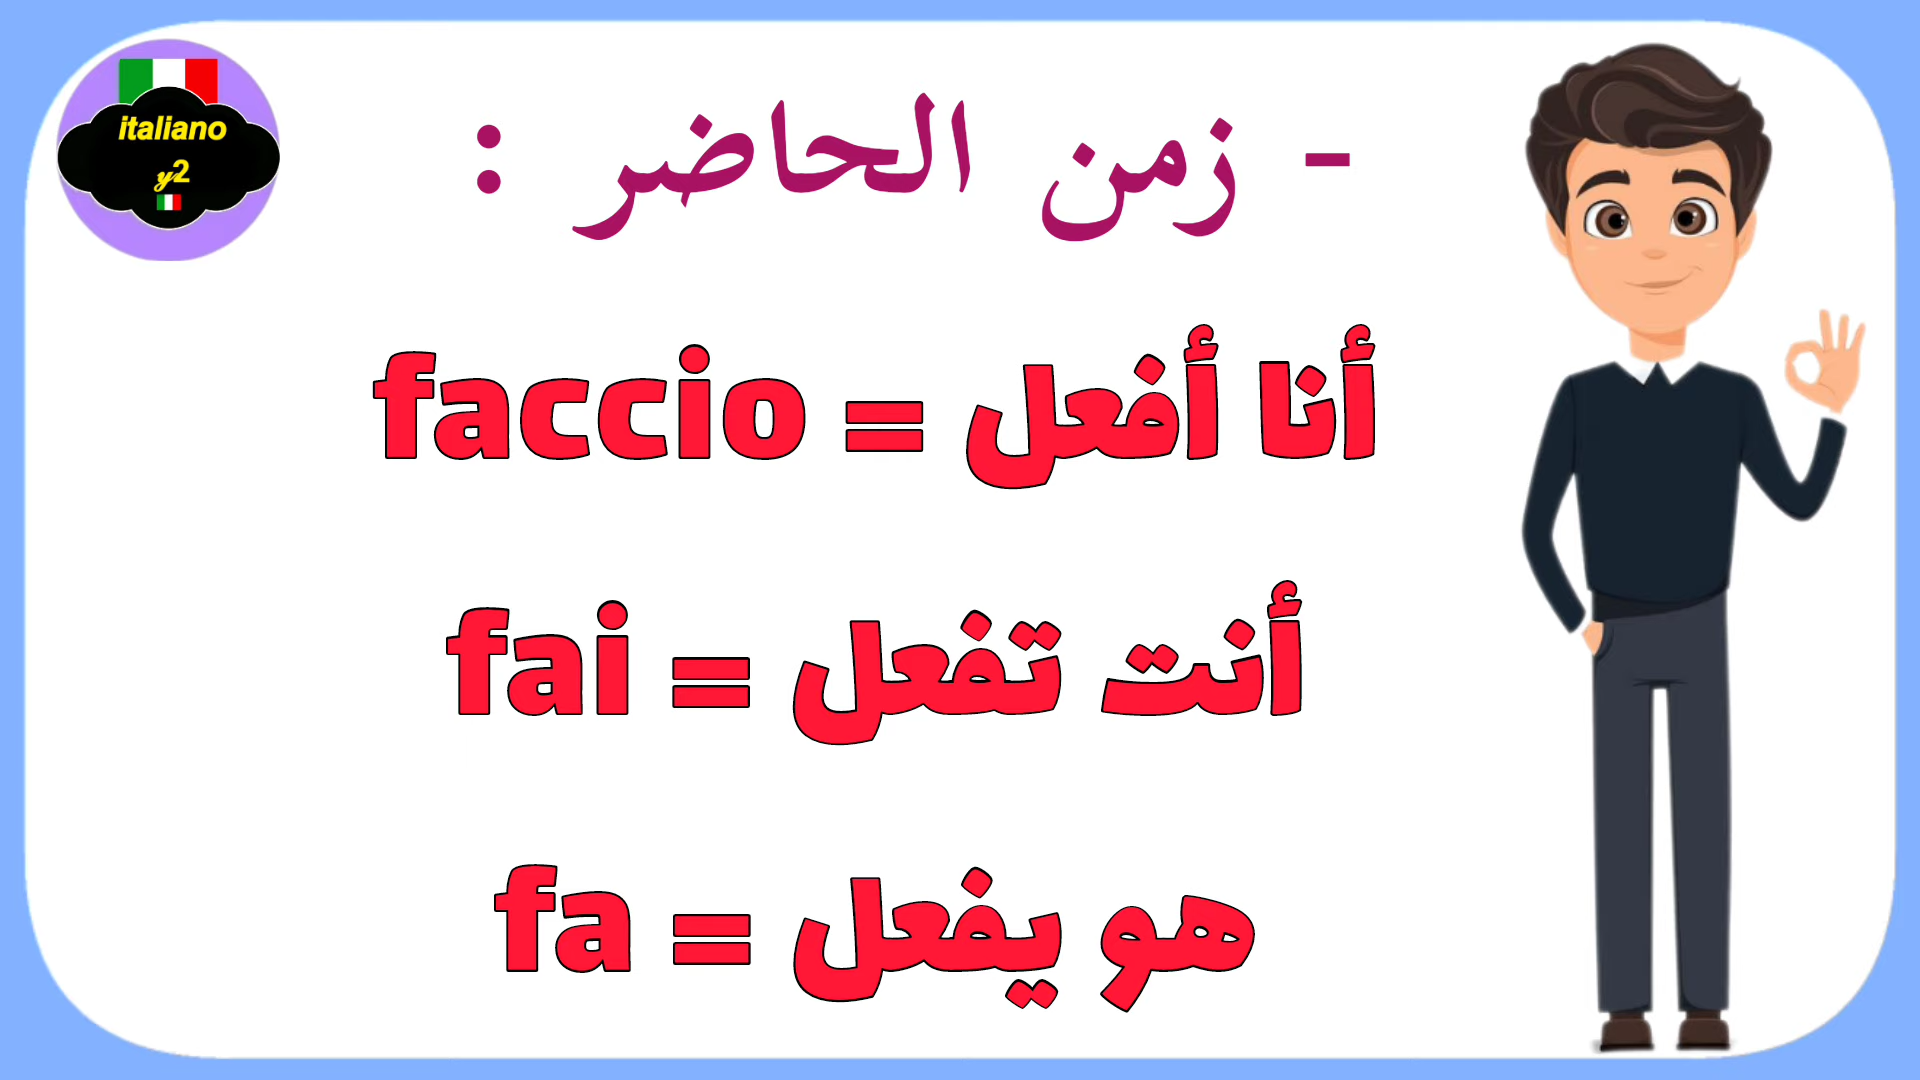 italiano
y2
- زمن الحاضر :
أنا أفعل = faccio
أنت تفعل = fai
هو يفعل = fa